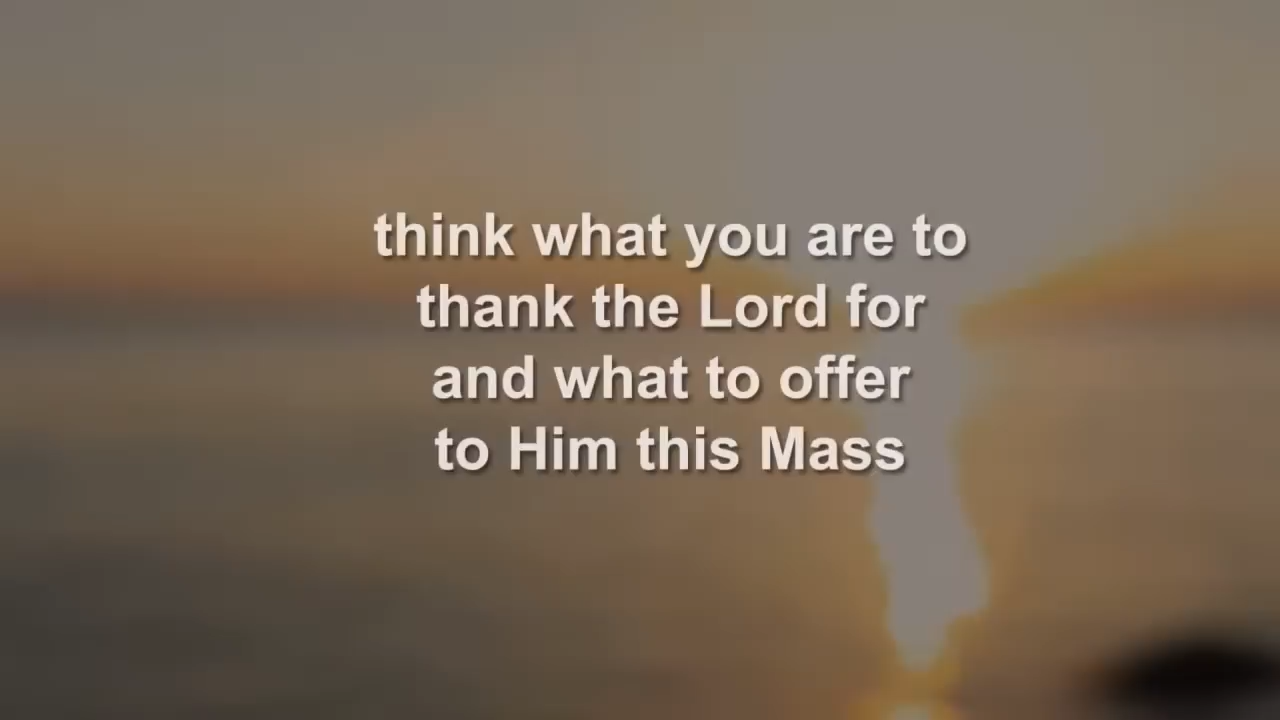 think what you are to
thank the Lord for
and what to offer
to Him this Mass